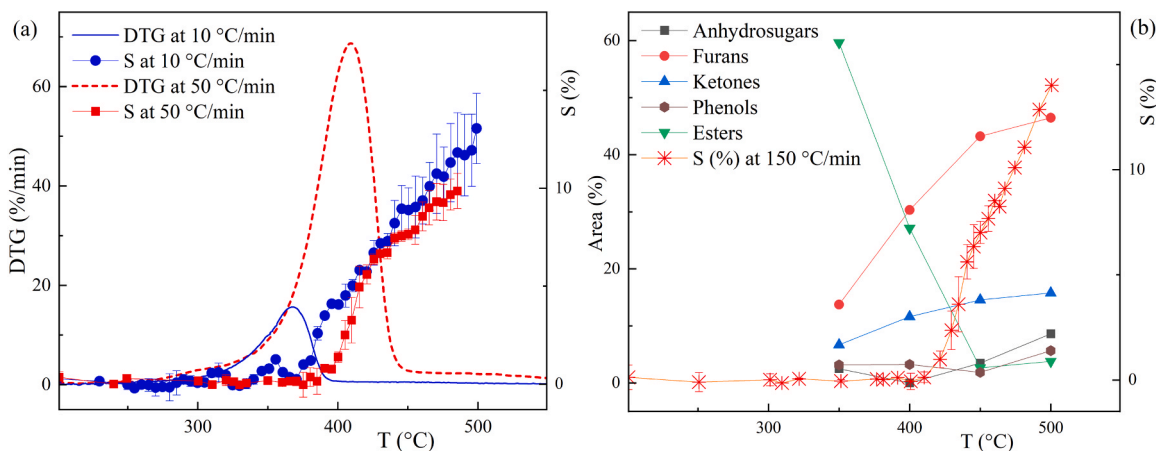 (a)
DTG at 10 °C/min
S at 10 °C/min
DTG at 50 °C/min
S at 50 °C/min
DTG (%/min)
60
40
20
0
S (%)
10
0
200
300
400
500
T (°C)
(b)
Anhydrosugars
Furans
Ketones
Phenols
Esters
S (%) at 150 °C/min
Area (%)
60
40
20
0
S (%)
10
0
200
300
400
500
T (°C)